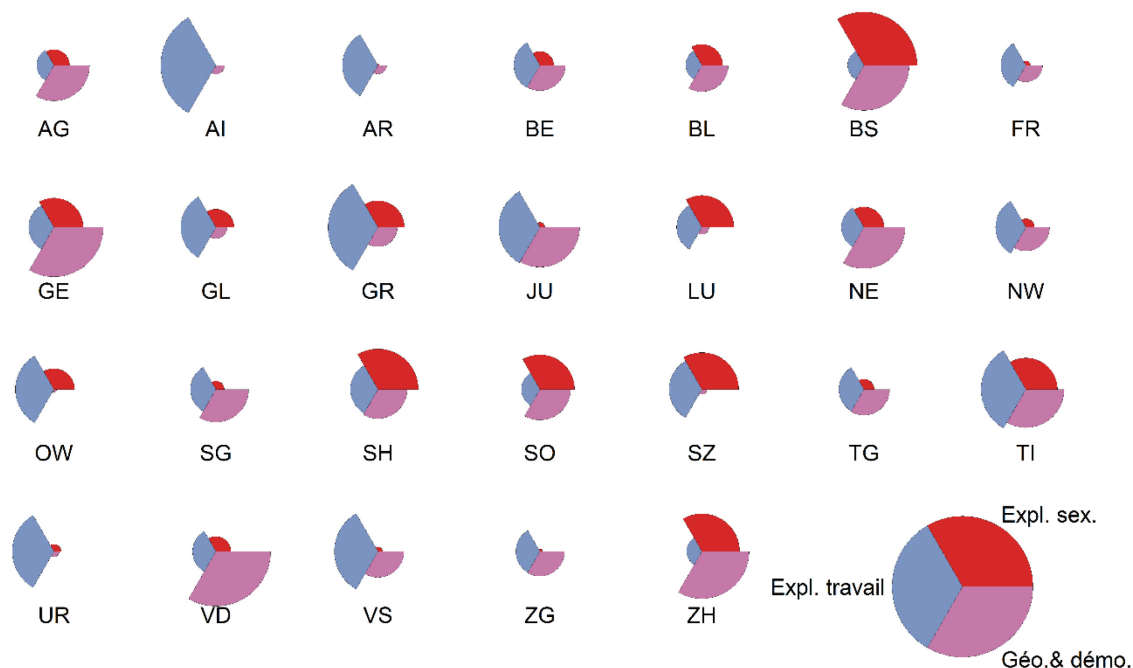 AG AI AR BE BL BS FR
GE GL GR JU LU NE NW
OW SG SH SO SZ TG TI
UR VD VS ZG ZH
Expl. sex.
Expl. travail
Géo.& démo.